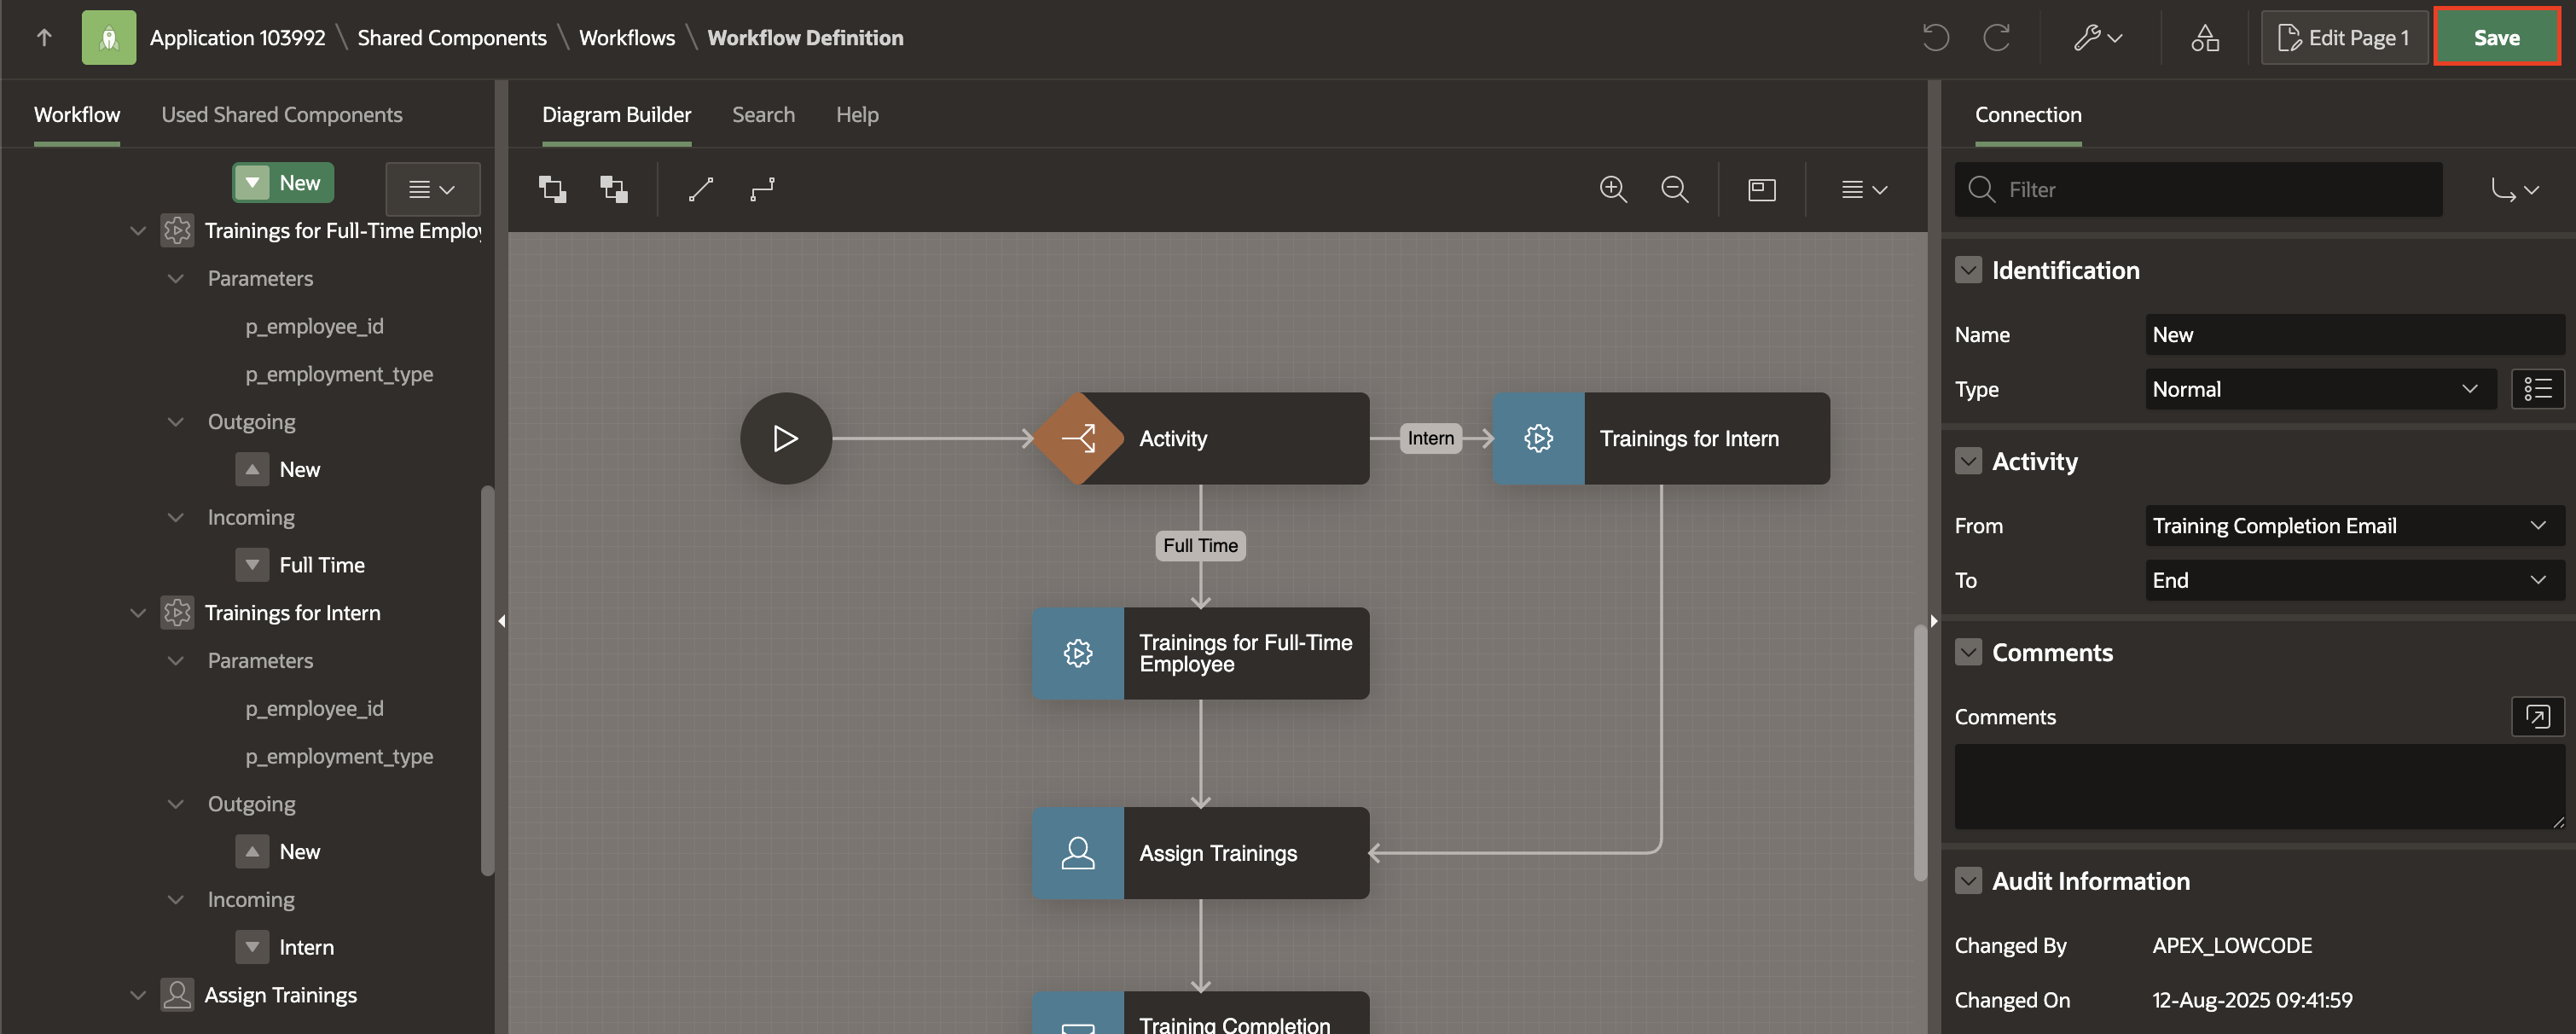 Application 103992 \ Shared Components \ Workflows \ Workflow Definition
Edit Page 1
Save
Workflow
Used Shared Components
New
Trainings for Full-Time Employ
Parameters
p_employee_id
p_employment_type
Outgoing
New
Incoming
Full Time
Trainings for Intern
Parameters
p_employee_id
p_employment_type
Outgoing
New
Incoming
Intern
Assign Trainings
Diagram Builder
Search
Help
Activity
Intern
Trainings for Intern
Full Time
Trainings for Full-Time
Employee
Assign Trainings
Training Completion
Connection
Filter
Identification
Name
New
Type
Normal
Activity
From
Training Completion Email
To
End
Comments
Comments
Audit Information
Changed By
APEX_LOWCODE
Changed On
12-Aug-2025 09:41:59